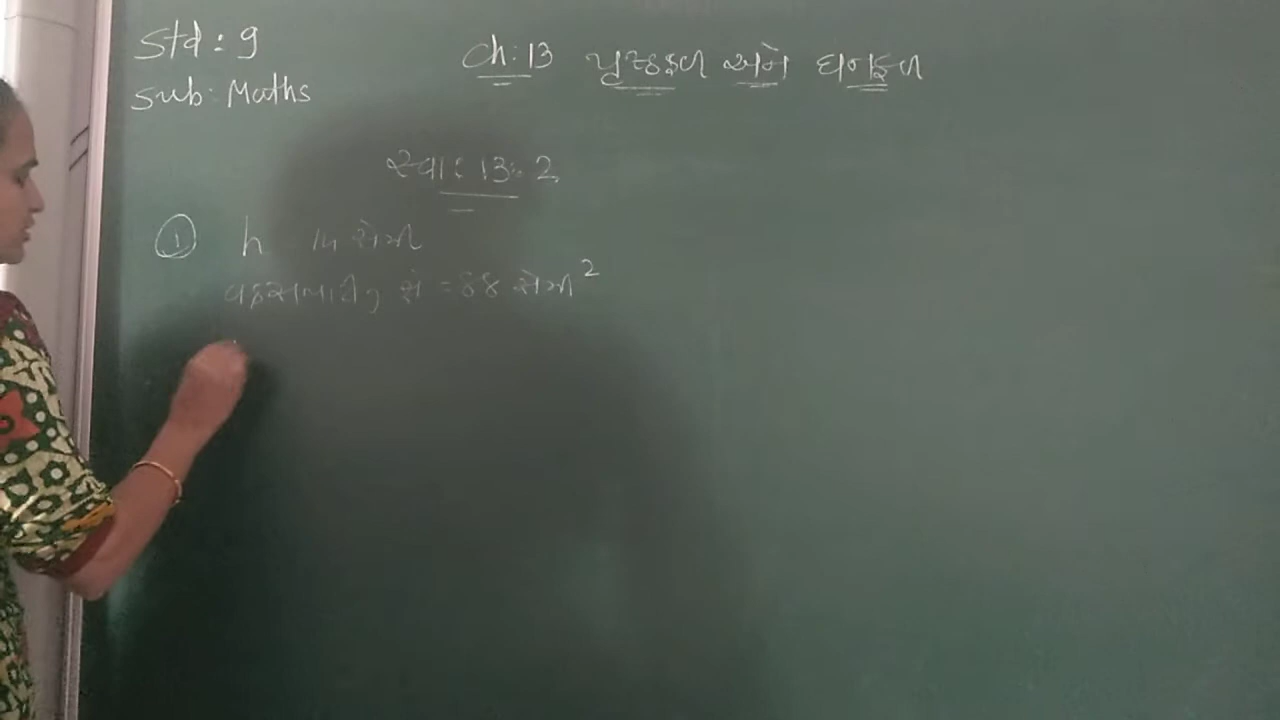 Std : 9
Sub : Maths
Ch : 13 પૃષ્ઠફળ અને ઘનફળ
સ્વા : 13.2
① h 14 સેમી
વક્રસપાટીનું ક્ષે = 88 સેમી²